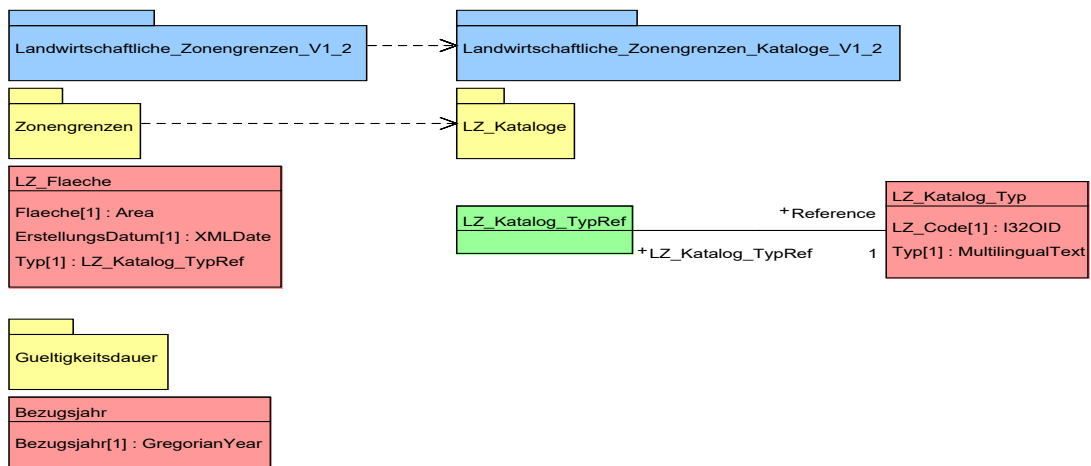 Landwirtschaftliche_Zonengrenzen_V1_2
Landwirtschaftliche_Zonengrenzen_Kataloge_V1_2
Zonengrenzen
LZ_Kataloge
LZ_Flaeche
Flaeche[1] : Area
ErstellungsDatum[1] : XMLDate
Typ[1] : LZ_Katalog_TypRef
LZ_Katalog_TypRef
+Reference
+LZ_Katalog_TypRef
1
LZ_Katalog_Typ
LZ_Code[1] : I32OID
Typ[1] : MultilingualText
Gueltigkeitsdauer
Bezugsjahr
Bezugsjahr[1] : GregorianYear